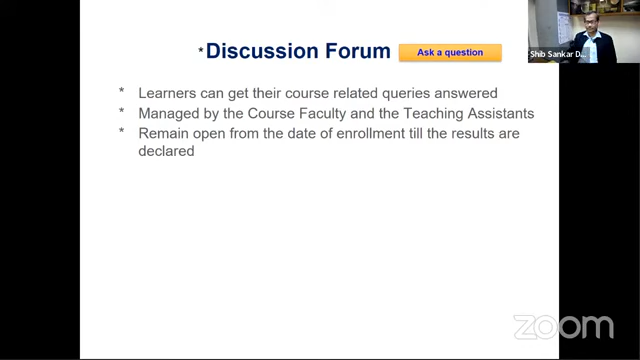 * Discussion Forum
Ask a question
Shib Sankar D...
* Learners can get their course related queries answered
* Managed by the Course Faculty and the Teaching Assistants
* Remain open from the date of enrollment till the results are
declared
zoom